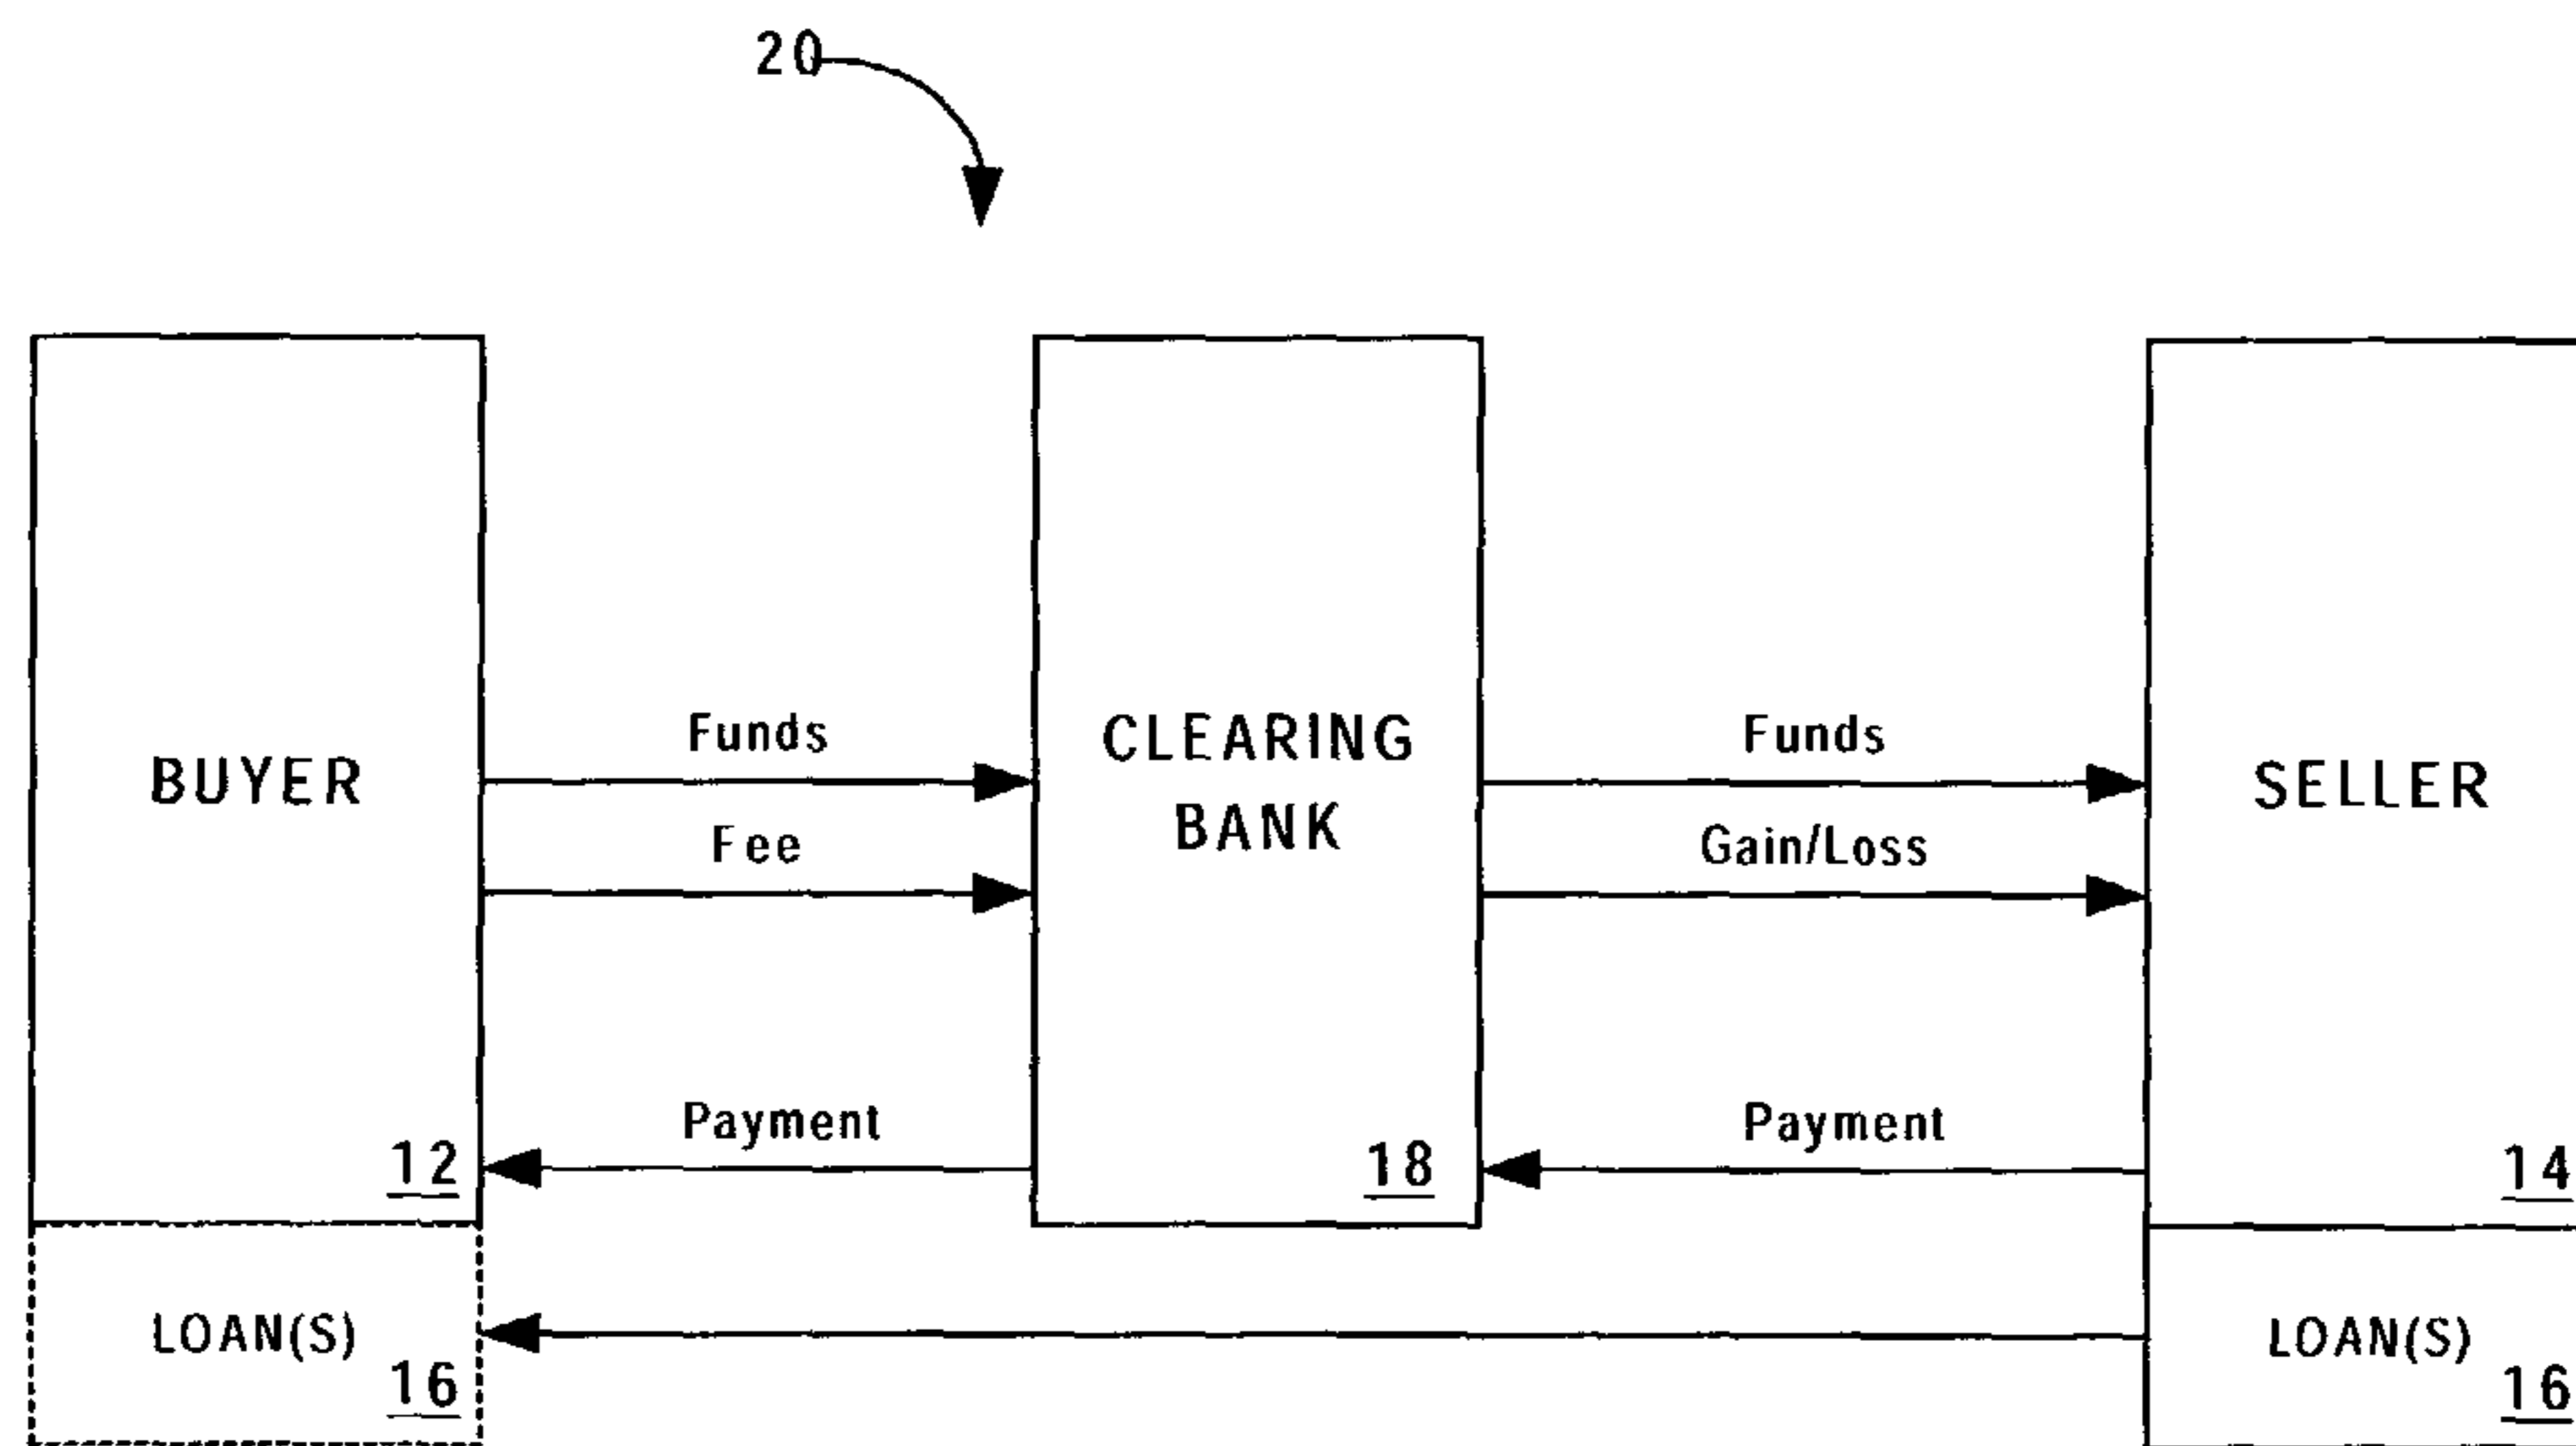 20
Funds
Funds
CLEARING
BANK
BUYER
SELLER
Fee
Gain/Loss
Payment
Payment
12
18
14
LOAN(S)
LOAN(S)
16
16